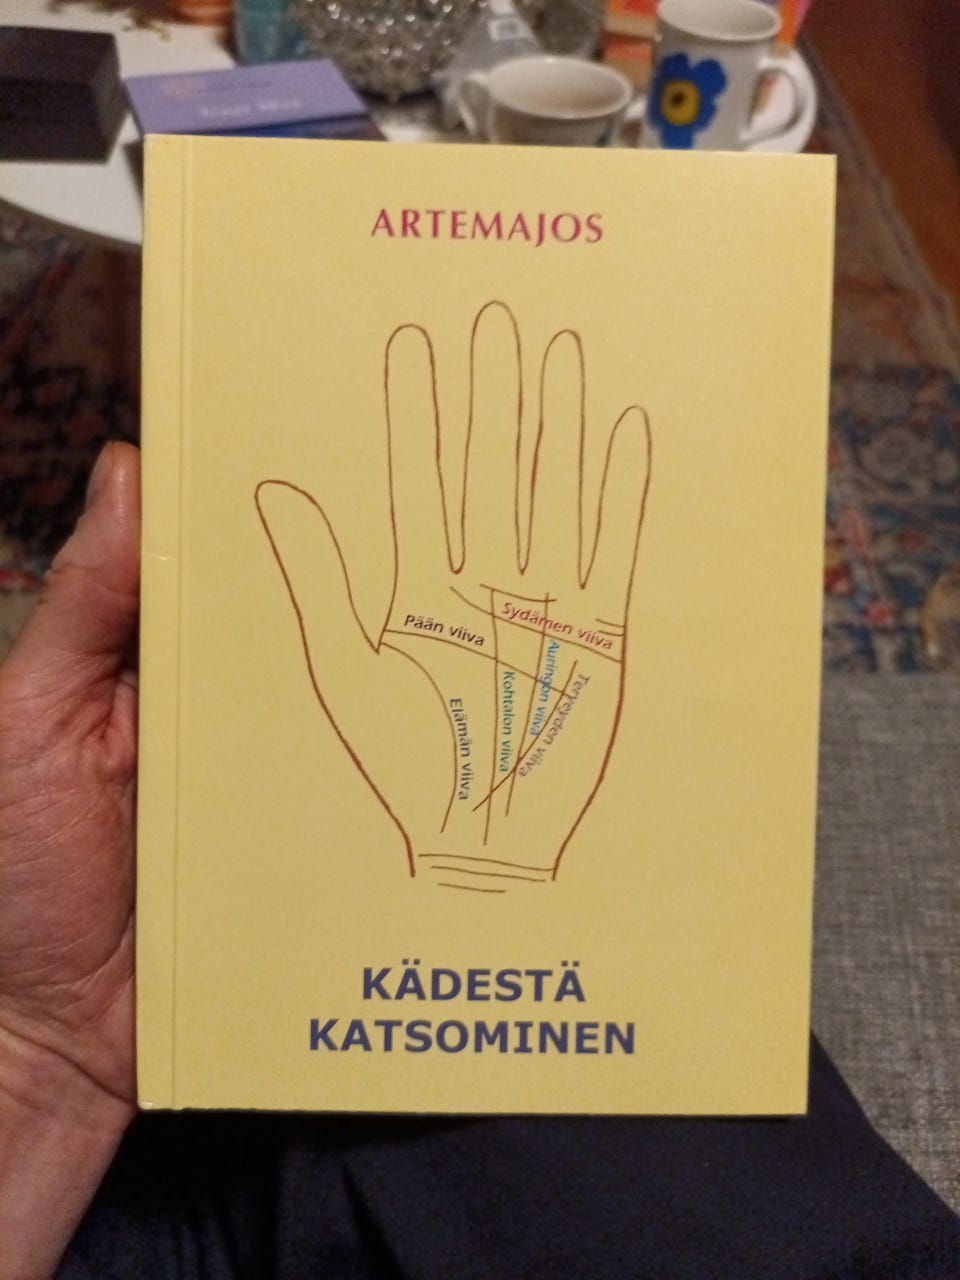 ARTEMAJOS
Sydämen viiva
Pään viiva
Auringon viiva
Kohtalon viiva
Terveyden viiva
Elämän viiva
KÄDESTÄ
KATSOMINEN